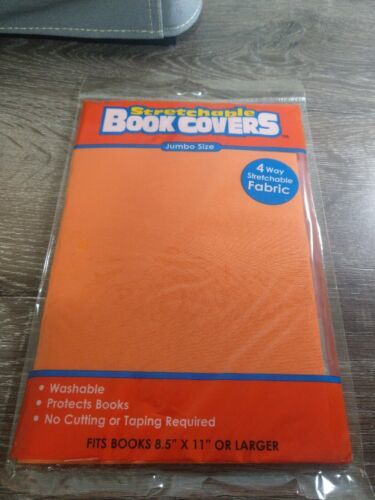 Stretchable
BOOK COVERS™
Jumbo Size
4 Way
Stretchable
Fabric
• Washable
• Protects Books
• No Cutting or Taping Required
FITS BOOKS 8.5" X 11" OR LARGER